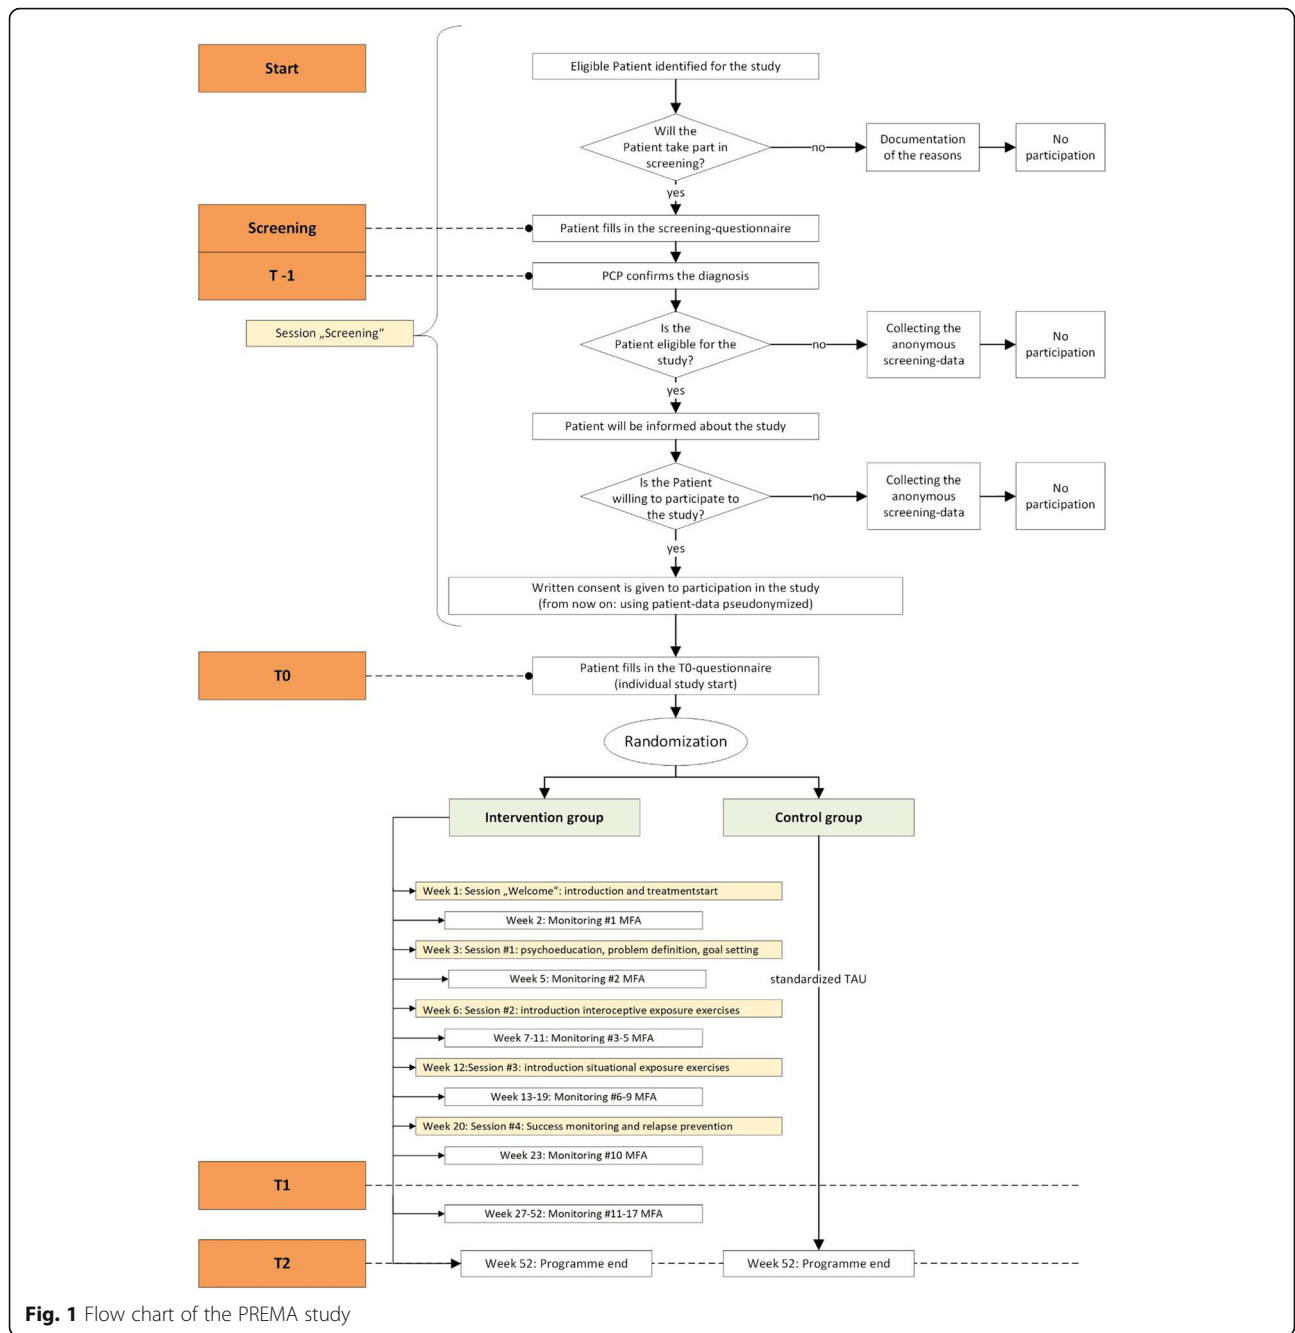 Start
Eligible Patient identified for the study
Will the
Patient take part in
screening?
no
Documentation
of the reasons
No
participation
yes
Screening
Patient fills in the screening-questionnaire
T -1
PCP confirms the diagnosis
Session „Screening“
Is the
Patient eligible for the
study?
no
Collecting the
anonymous
screening-data
No
participation
yes
Patient will be informed about the study
Is the Patient
willing to participate to
the study?
no
Collecting the
anonymous
screening-data
No
participation
yes
Written consent is given to participation in the study
(from now on: using patient-data pseudonymized)
T0
Patient fills in the T0-questionnaire
(individual study start)
Randomization
Intervention group
Control group
Week 1: Session „Welcome“: introduction and treatmentstart
Week 2: Monitoring #1 MFA
Week 3: Session #1: psychoeducation, problem definition, goal setting
Week 5: Monitoring #2 MFA
standardized TAU
Week 6: Session #2: introduction interoceptive exposure exercises
Week 7-11: Monitoring #3-5 MFA
Week 12:Session #3: introduction situational exposure exercises
Week 13-19: Monitoring #6-9 MFA
Week 20: Session #4: Success monitoring and relapse prevention
Week 23: Monitoring #10 MFA
T1
Week 27-52: Monitoring #11-17 MFA
T2
Week 52: Programme end
Week 52: Programme end
Fig. 1 Flow chart of the PREMA study